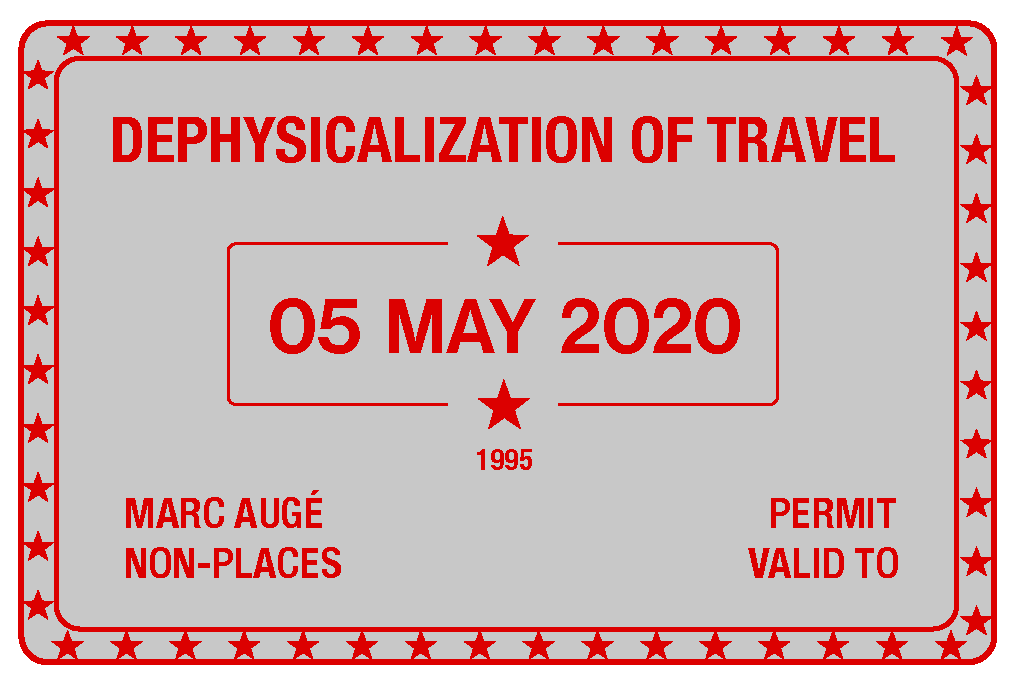 DEPHYSICALIZATION OF TRAVEL
05 MAY 2020
1995
MARC AUGÉ
NON-PLACES
PERMIT
VALID TO